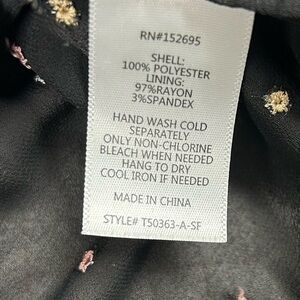 RN#152695
SHELL:
100% POLYESTER
LINING:
97%RAYON
3%SPANDEX
HAND WASH COLD
SEPARATELY
ONLY NON-CHLORINE
BLEACH WHEN NEEDED
HANG TO DRY
COOL IRON IF NEEDED
MADE IN CHINA
STYLE# T50363-A-SF